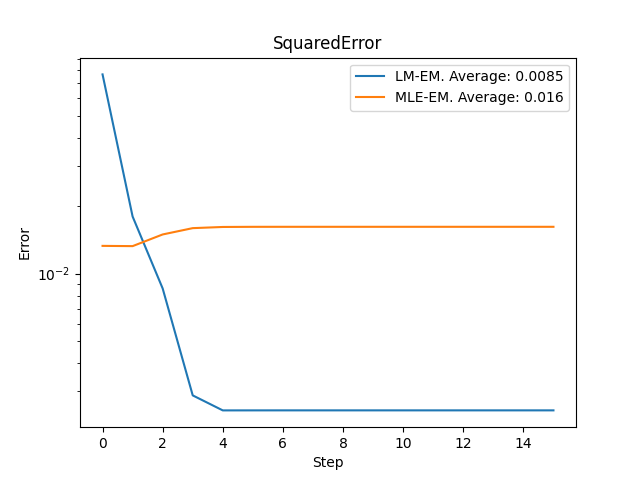 SquaredError
LM-EM. Average: 0.0085
MLE-EM. Average: 0.016
Error
10⁻²
0 2 4 6 8 10 12 14
Step